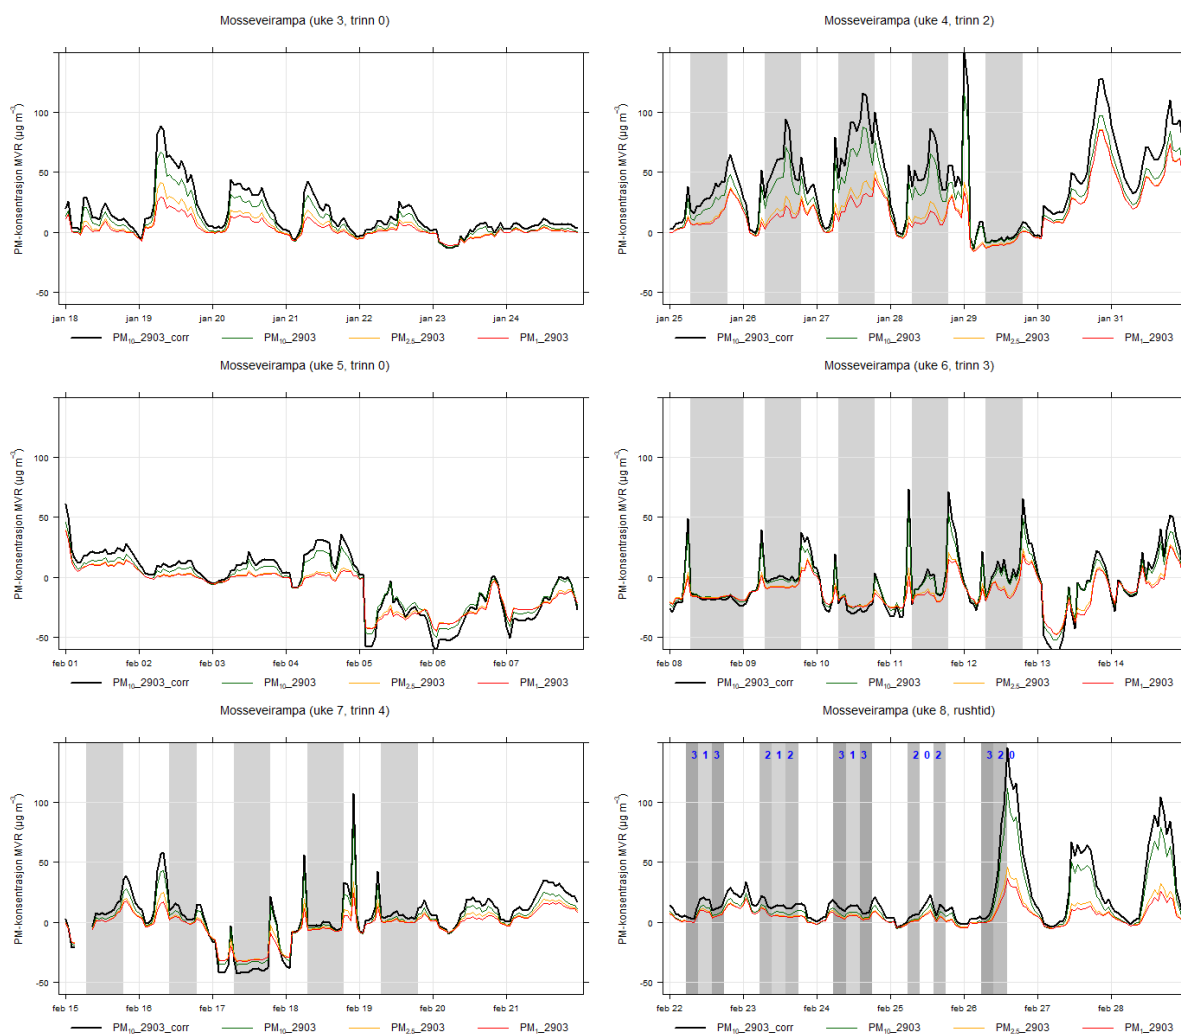 Mosseveirampa (uke 3, trinn 0)
PM-konsentrasjon MVR (µg m⁻³)
100
50
0
-50
jan 18 jan 19 jan 20 jan 21 jan 22 jan 23 jan 24
PM₁₀_2903_corr PM₁₀_2903 PM₂.₅_2903 PM₁_2903
Mosseveirampa (uke 4, trinn 2)
PM-konsentrasjon MVR (µg m⁻³)
100
50
0
-50
jan 25 jan 26 jan 27 jan 28 jan 29 jan 30 jan 31
PM₁₀_2903_corr PM₁₀_2903 PM₂.₅_2903 PM₁_2903
Mosseveirampa (uke 5, trinn 0)
PM-konsentrasjon MVR (µg m⁻³)
100
50
0
-50
feb 01 feb 02 feb 03 feb 04 feb 05 feb 06 feb 07
PM₁₀_2903_corr PM₁₀_2903 PM₂.₅_2903 PM₁_2903
Mosseveirampa (uke 6, trinn 3)
PM-konsentrasjon MVR (µg m⁻³)
100
50
0
-50
feb 08 feb 09 feb 10 feb 11 feb 12 feb 13 feb 14
PM₁₀_2903_corr PM₁₀_2903 PM₂.₅_2903 PM₁_2903
Mosseveirampa (uke 7, trinn 4)
PM-konsentrasjon MVR (µg m⁻³)
100
50
0
-50
feb 15 feb 16 feb 17 feb 18 feb 19 feb 20 feb 21
PM₁₀_2903_corr PM₁₀_2903 PM₂.₅_2903 PM₁_2903
Mosseveirampa (uke 8, rushtid)
PM-konsentrasjon MVR (µg m⁻³)
3 1 3 2 1 2 3 1 3 2 0 2 3 2 0
100
50
0
-50
feb 22 feb 23 feb 24 feb 25 feb 26 feb 27 feb 28
PM₁₀_2903_corr PM₁₀_2903 PM₂.₅_2903 PM₁_2903